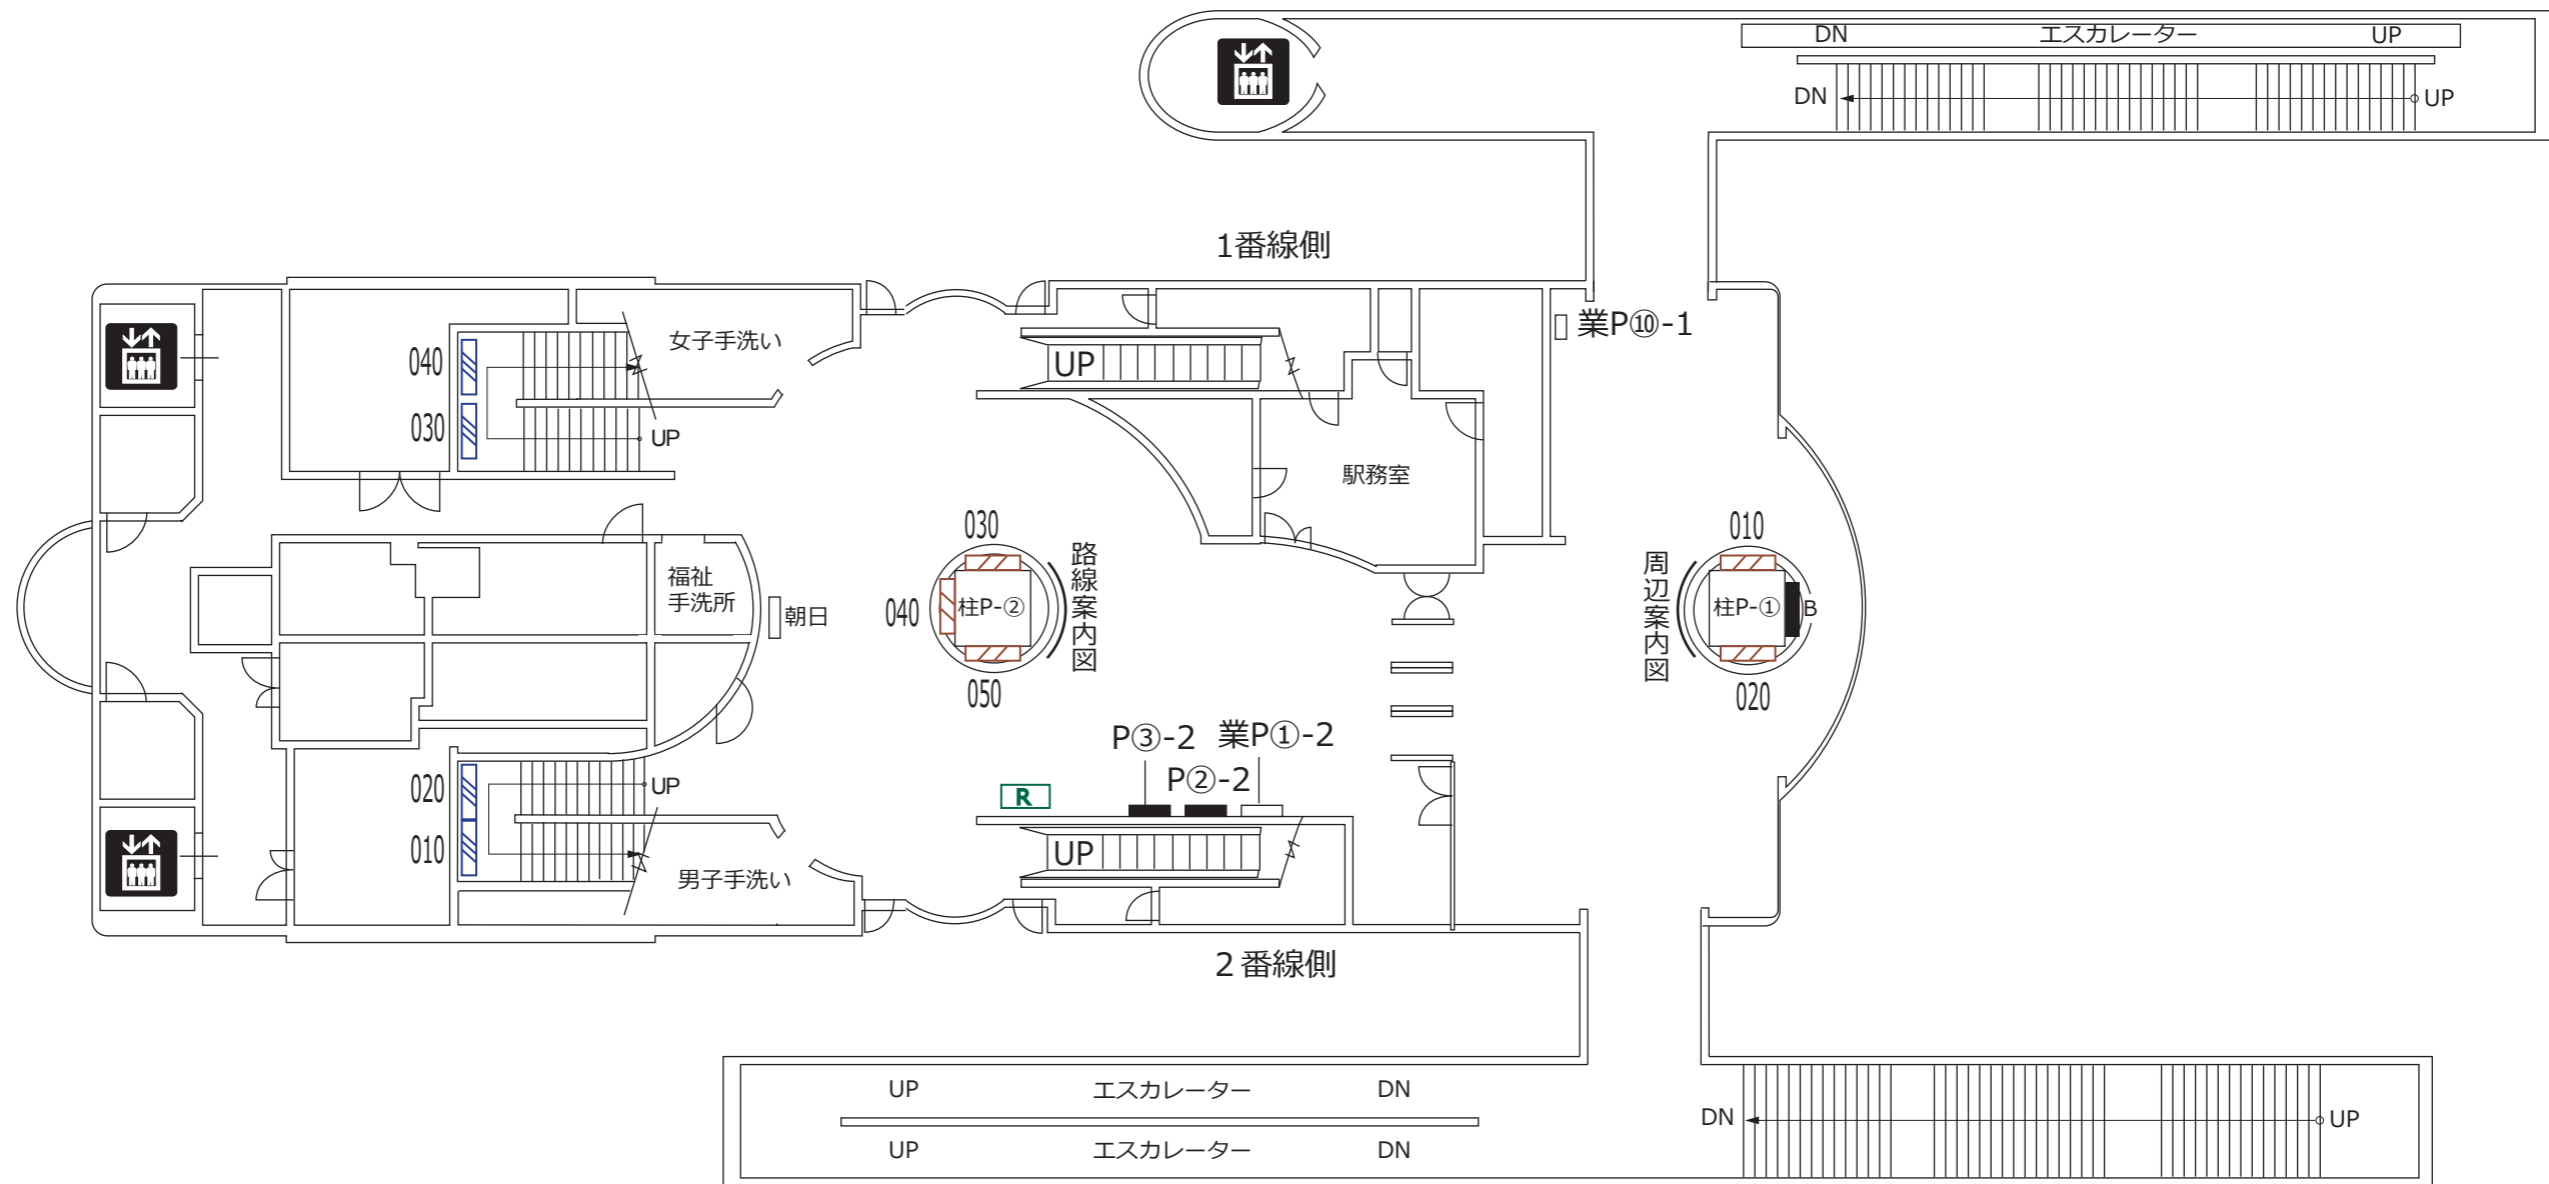 DN エスカレーター UP
DN UP
1番線側
業P⑩-1
女子手洗い
040
030
UP
UP
駅務室
福祉
手洗所
朝日
030
040
柱P-②
050
路線案内図
周辺案内図
010
柱P-①
B
020
P③-2
業P①-2
P②-2
R
020
010
UP
UP
男子手洗い
2番線側
UP エスカレーター DN
UP エスカレーター DN
DN UP